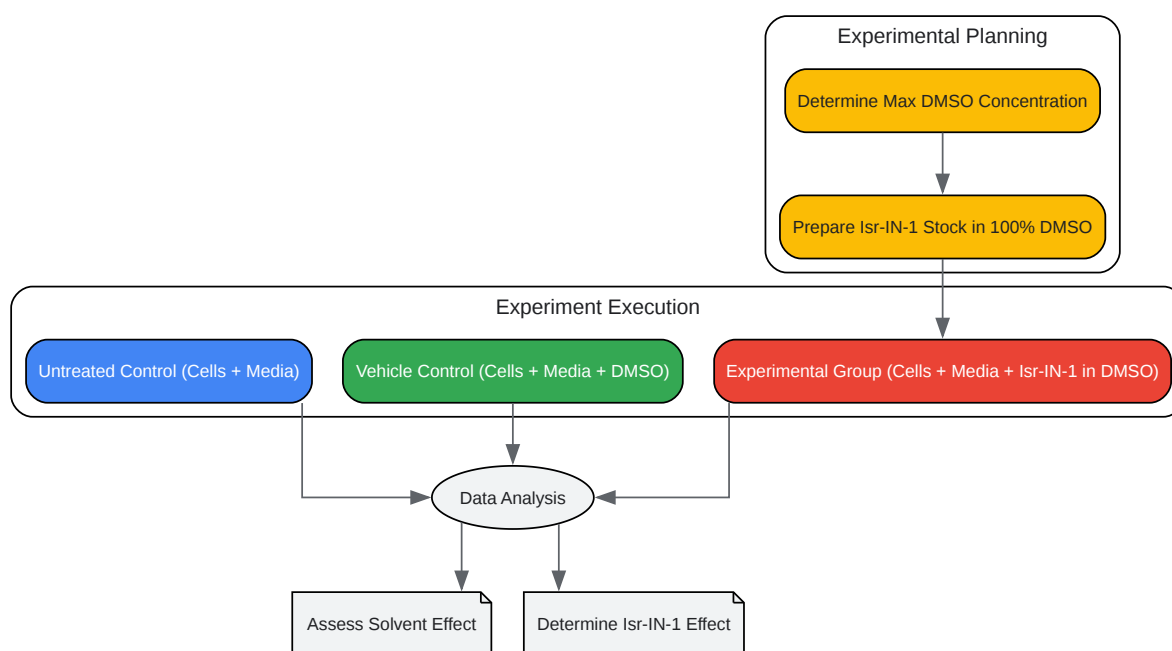 Experimental Planning
Determine Max DMSO Concentration
Prepare Isr-IN-1 Stock in 100% DMSO
Experiment Execution
Untreated Control (Cells + Media)
Vehicle Control (Cells + Media + DMSO)
Experimental Group (Cells + Media + Isr-IN-1 in DMSO)
Data Analysis
Assess Solvent Effect
Determine Isr-IN-1 Effect